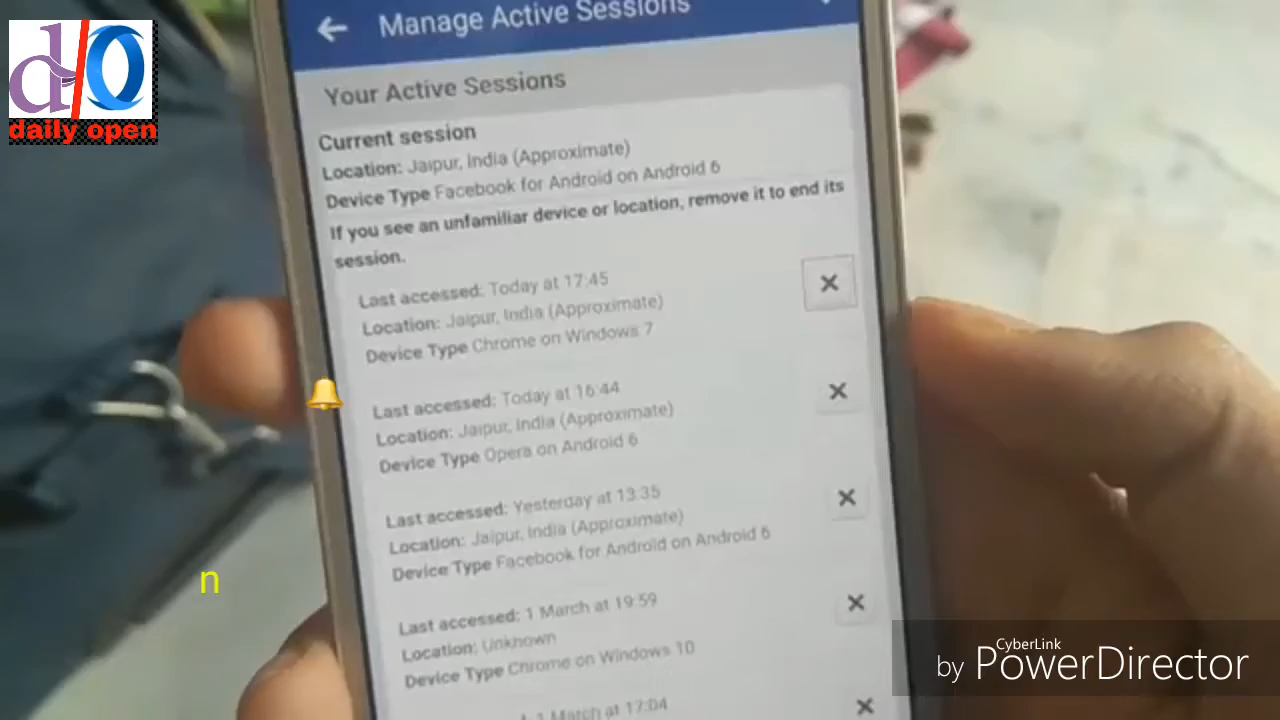 Manage Active Sessions
Your Active Sessions
Current session
Location: Jaipur, India (Approximate)
Device Type Facebook for Android on Android 6
If you see an unfamiliar device or location, remove it to end its
session.
Last accessed: Today at 17:45
Location: Jaipur, India (Approximate)
Device Type Chrome on Windows 7
Last accessed: Today at 16:44
Location: Jaipur, India (Approximate)
Device Type Opera on Android 6
Last accessed: Yesterday at 13:35
Location: Jaipur, India (Approximate)
Device Type Facebook for Android on Android 6
Last accessed: 1 March at 19:59
Location: Unkhown
Device Type Chrome on Windows 10
1 March at 17:04
d/O
daily open
n
CyberLink
by PowerDirector